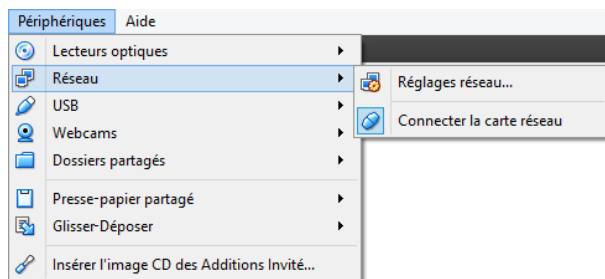 Périphériques Aide
Lecteurs optiques
Réseau
Réglages réseau...
USB
Connecter la carte réseau
Webcams
Dossiers partagés
Presse-papier partagé
Glisser-Déposer
Insérer l'image CD des Additions Invité...